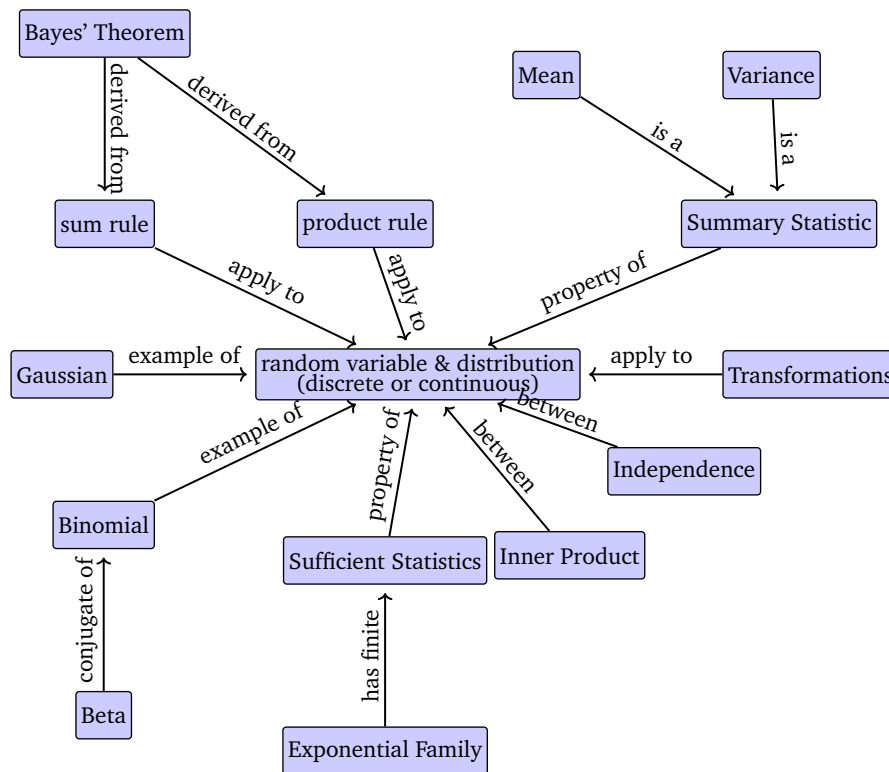 Bayes’ Theorem
Mean
Variance
derived from
derived from
is a
is a
sum rule
product rule
Summary Statistic
apply to
apply to
property of
Gaussian
example of
random variable & distribution
(discrete or continuous)
apply to
Transformations
example of
property of
between
between
Independence
Binomial
Sufficient Statistics
Inner Product
conjugate of
has finite
Beta
Exponential Family